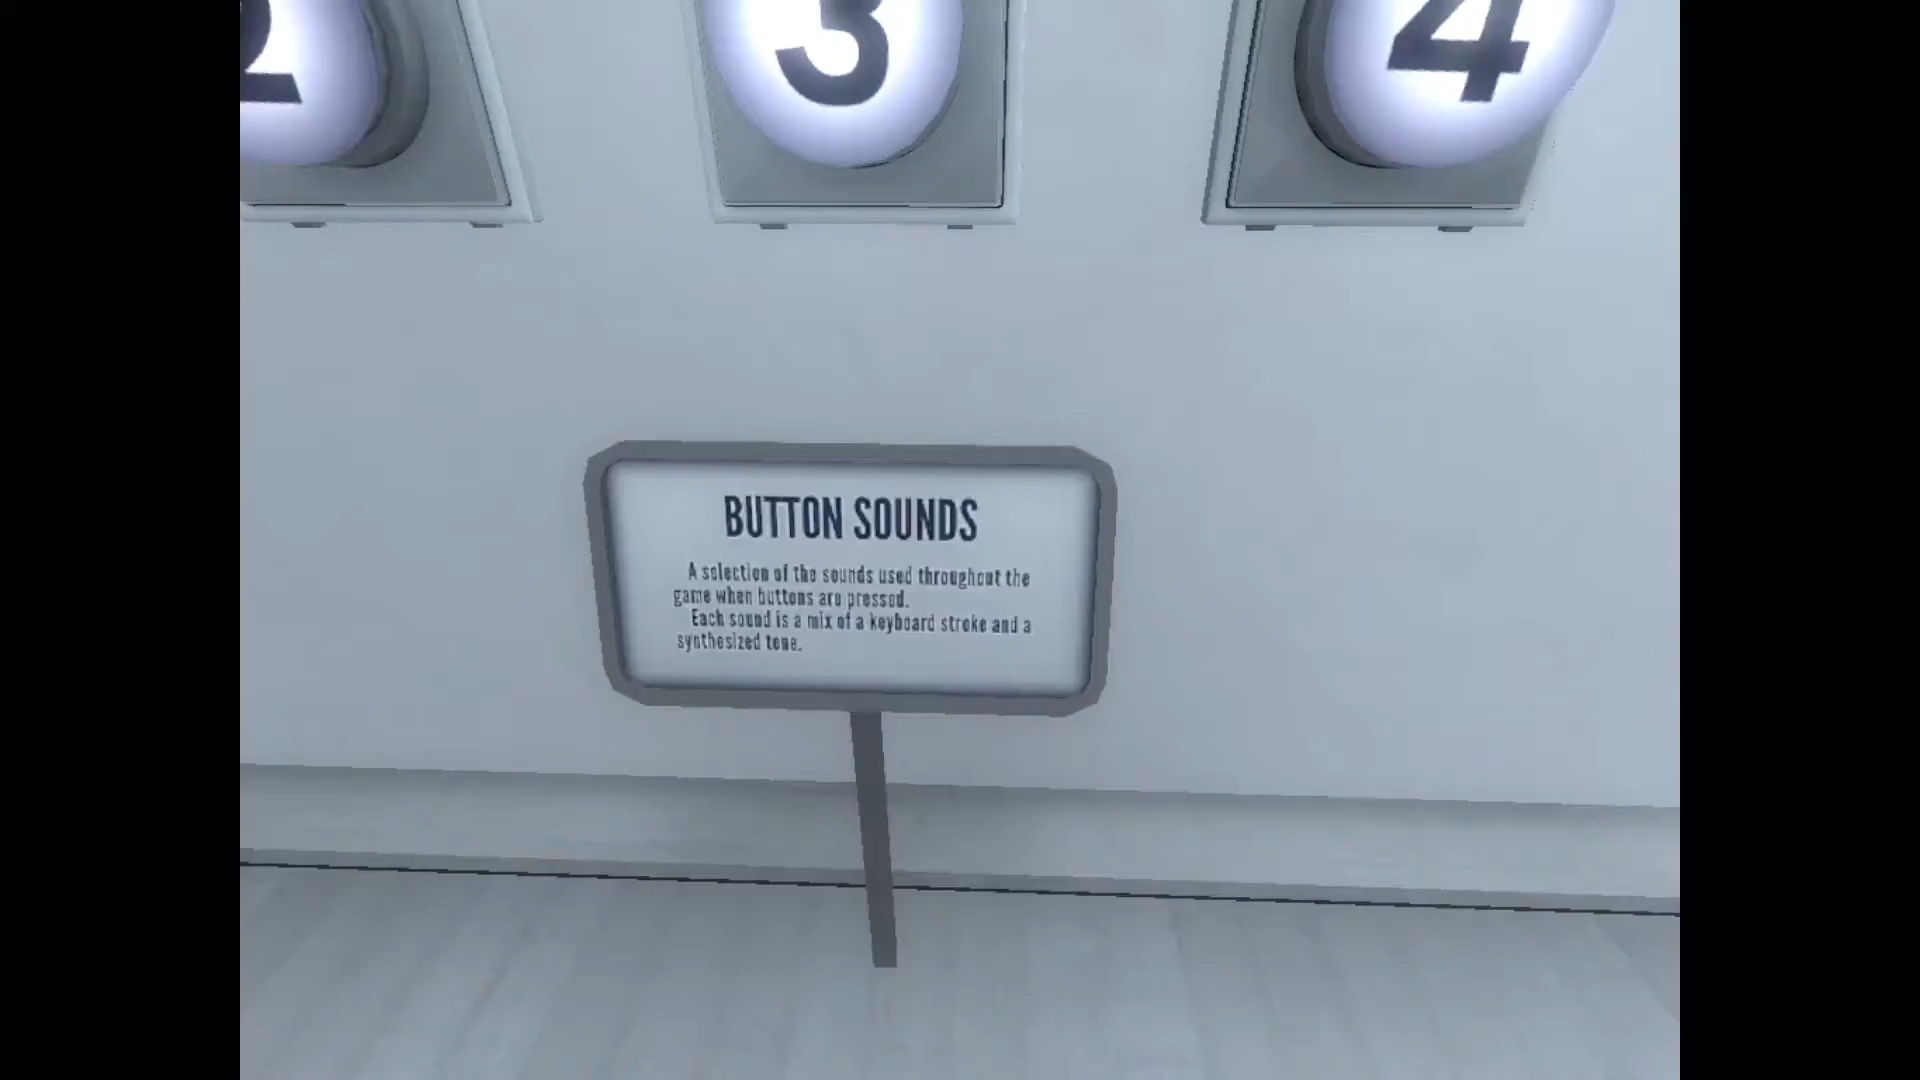 2 3 4
BUTTON SOUNDS
A selection of the sounds used throughout the
game when buttons are pressed.
Each sound is a mix of a keyboard stroke and a
synthesized tone.